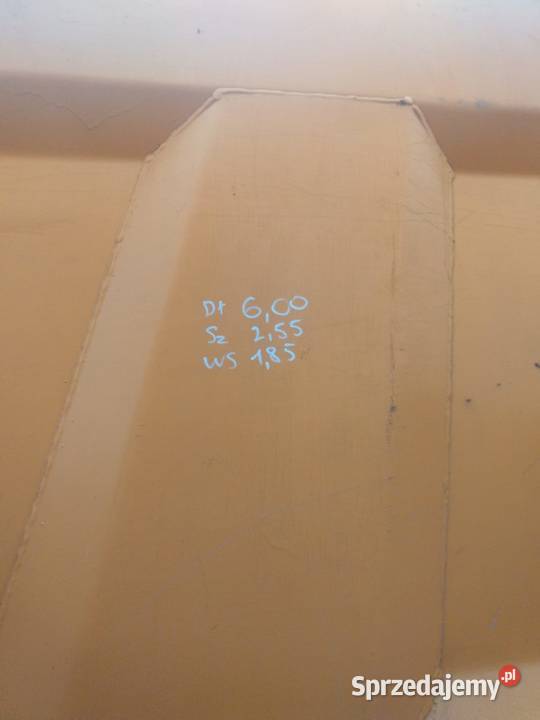 Dł 6,00
Sz 2,55
WS 1,85
Sprzedajemy.pl